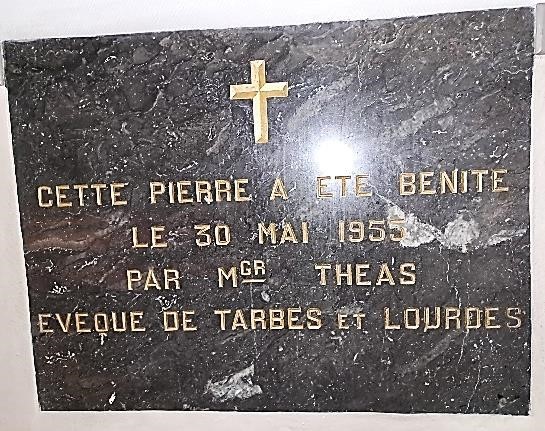 CETTE PIERRE A ETE BENITE
LE 30 MAI 1955
PAR MGR THEAS
EVEQUE DE TARBES ET LOURDES